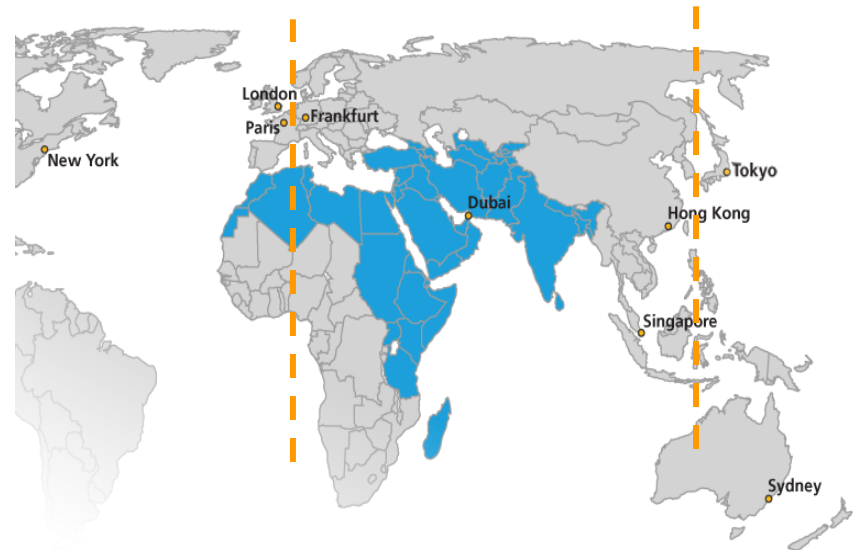 London
Paris
Frankfurt
New York
Tokyo
Dubai
Hong Kong
Singapore
Sydney